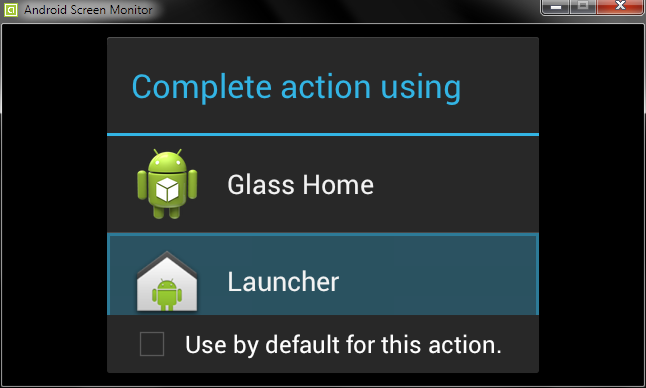 Android Screen Monitor
Complete action using
Glass Home
Launcher
Use by default for this action.